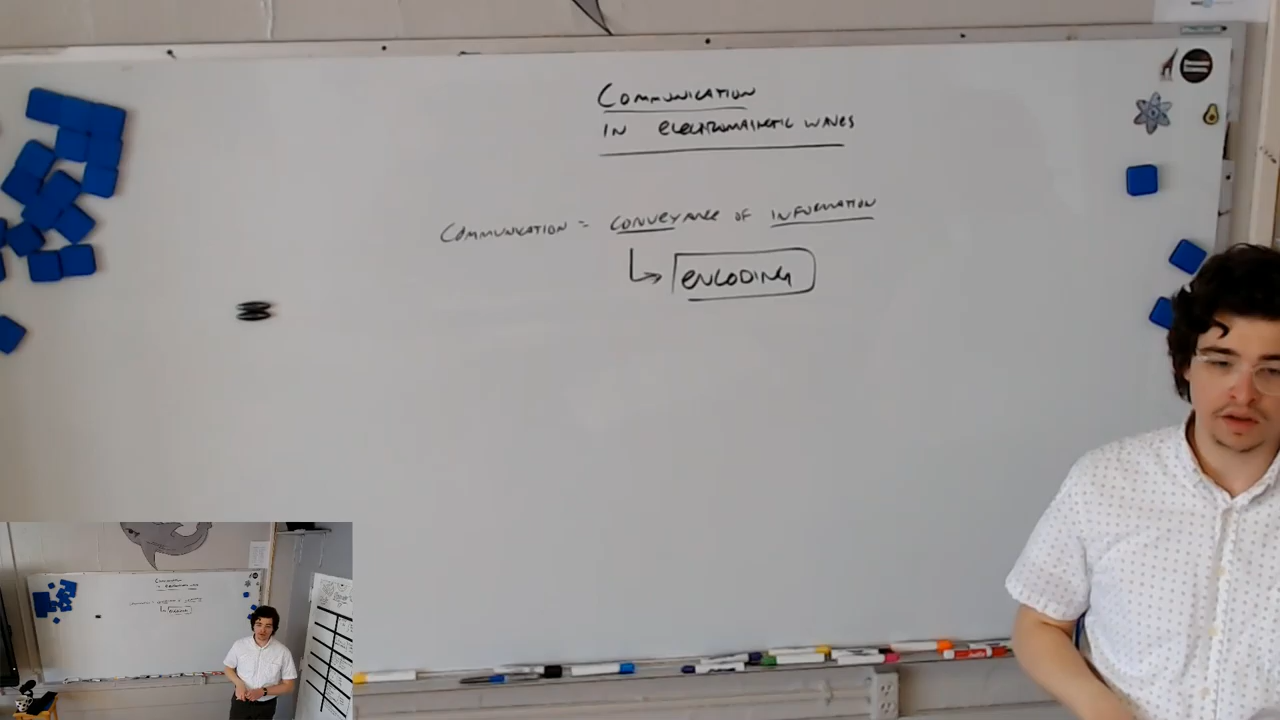 COMMUNICATION
IN ELECTROMAGNETIC WAVES
COMMUNICATION = CONVEYANCE OF INFORMATION
ENCODING